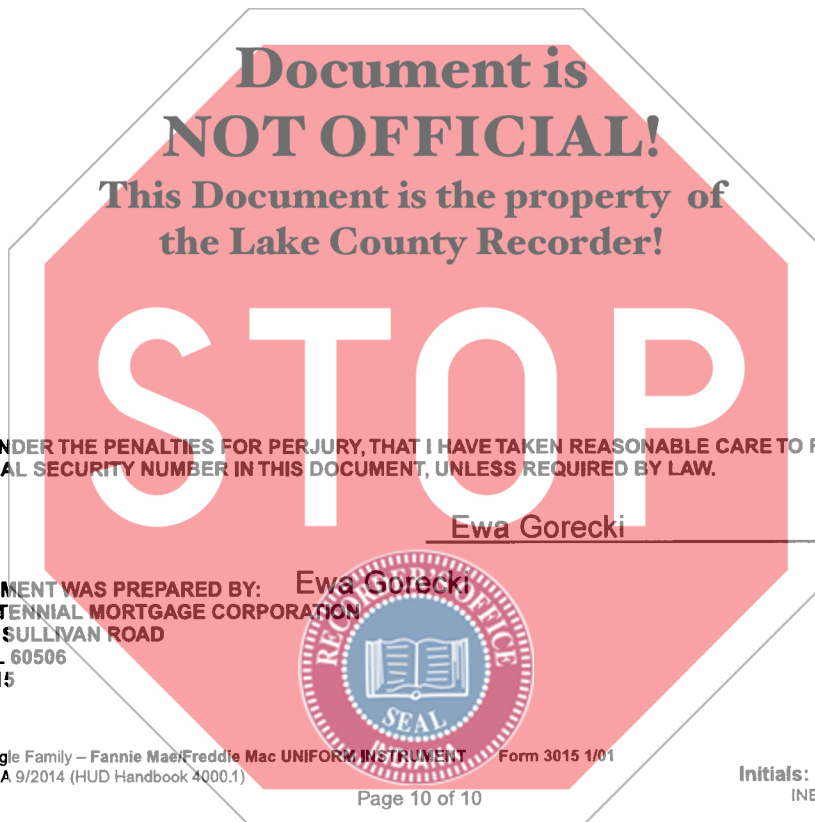 Document is
NOT OFFICIAL!
This Document is the property of
the Lake County Recorder!
STOP
NDER THE PENALTIES FOR PERJURY, THAT I HAVE TAKEN REASONABLE CARE TO R
AL SECURITY NUMBER IN THIS DOCUMENT, UNLESS REQUIRED BY LAW.
Ewa Gorecki
MENT WAS PREPARED BY: Ewa Gorecki
TENNIAL MORTGAGE CORPORATION
SULLIVAN ROAD
L 60506
15
RECORDER'S OFFICE
SEAL
INDIANA
gle Family – Fannie Mae/Freddie Mac UNIFORM INSTRUMENT Form 3015 1/01
A 9/2014 (HUD Handbook 4000.1)
Initials:
Page 10 of 10
INE